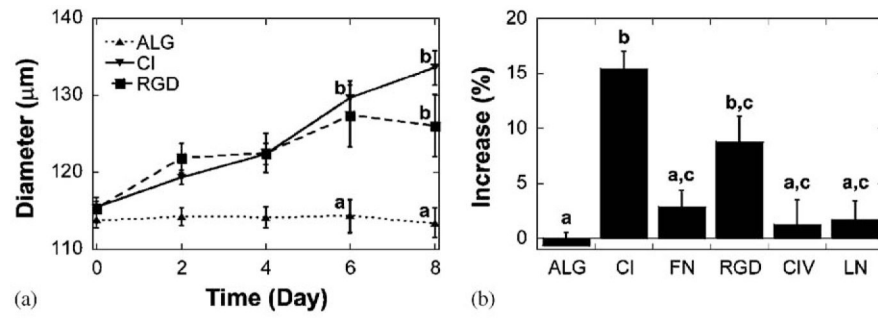 140
ALG
CI
RGD
130
120
110
Diameter (μm)
b
b
b
a
a
0 2 4 6 8
(a) Time (Day)
20
15
10
5
0
Increase (%)
a
b
a,c
b,c
a,c
a,c
ALG CI FN RGD CIV LN
(b)